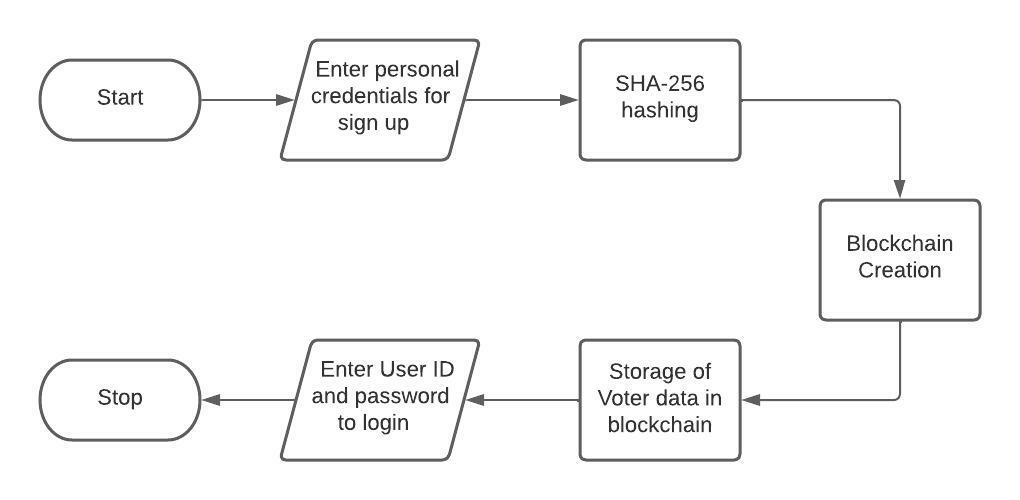 Start
Enter personal
credentials for
sign up
SHA-256
hashing
Blockchain
Creation
Storage of
Voter data in
blockchain
Enter User ID
and password
to login
Stop